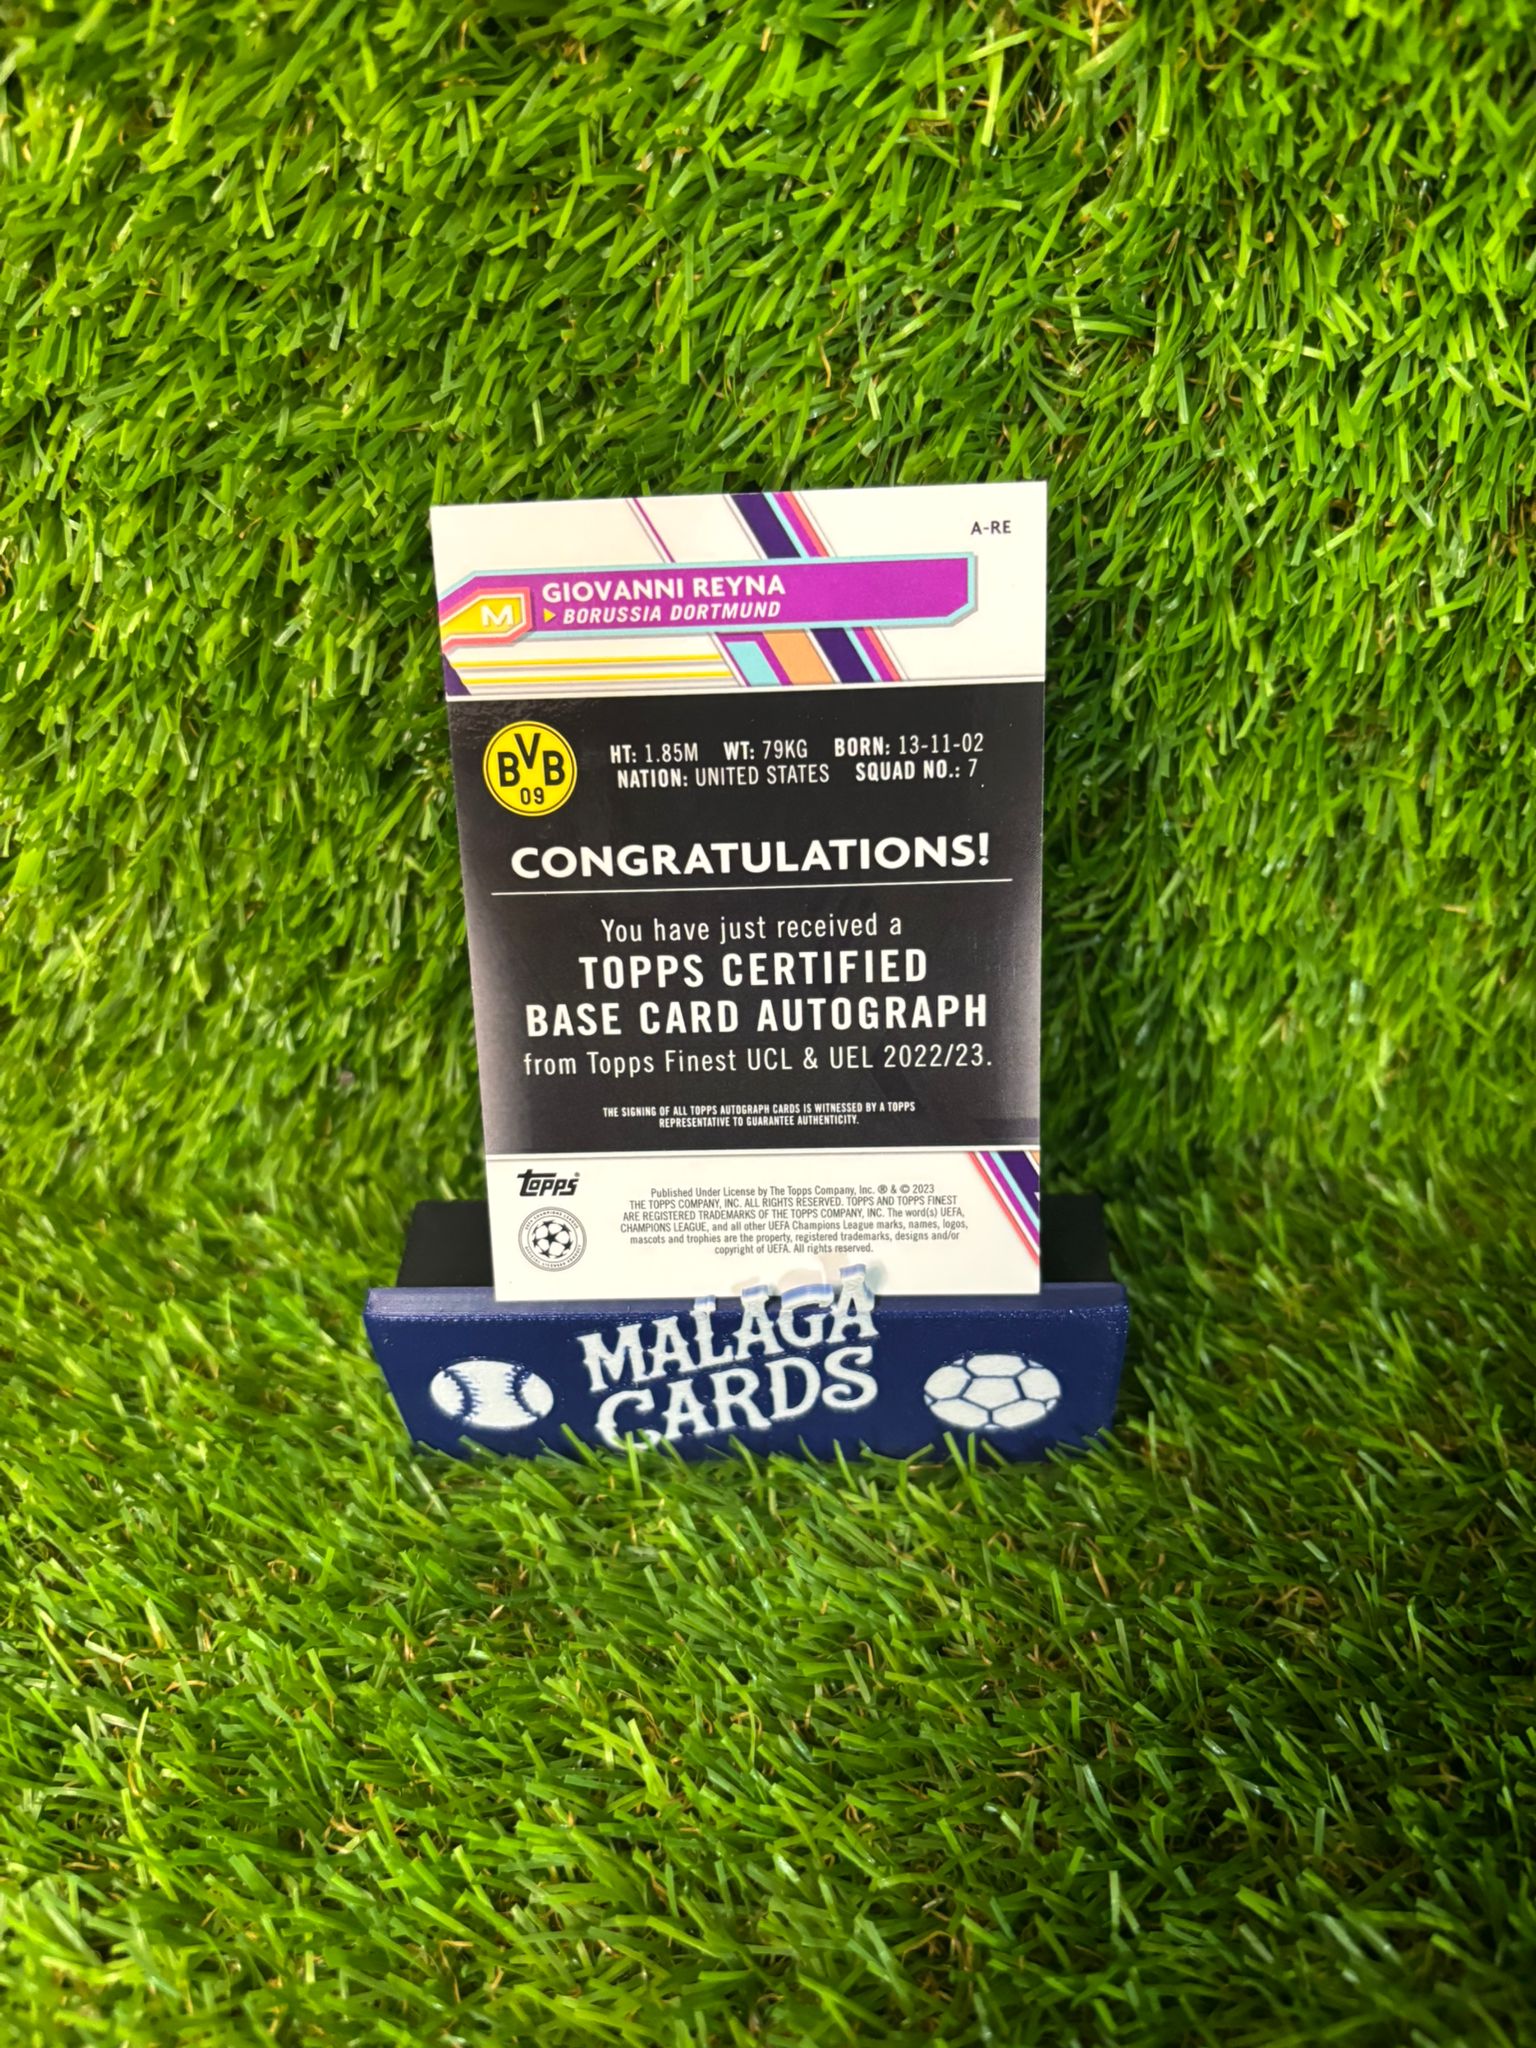 A-RE
M
GIOVANNI REYNA
BORUSSIA DORTMUND
BVB
09
HT: 1.85M WT: 79KG BORN: 13-11-02
NATION: UNITED STATES SQUAD NO.: 7
CONGRATULATIONS!
You have just received a
TOPPS CERTIFIED
BASE CARD AUTOGRAPH
from Topps Finest UCL & UEL 2022/23.
THE SIGNING OF ALL TOPPS AUTOGRAPH CARDS IS WITNESSED BY A TOPPS
REPRESENTATIVE TO GUARANTEE AUTHENTICITY.
topps®
Published Under License by The Topps Company, Inc. ® & © 2023
THE TOPPS COMPANY, INC. ALL RIGHTS RESERVED. TOPPS AND TOPPS FINEST
ARE REGISTERED TRADEMARKS OF THE TOPPS COMPANY, INC. The word(s) UEFA,
CHAMPIONS LEAGUE, and all other UEFA Champions League marks, names, logos,
mascots and trophies are the property, registered trademarks, designs and/or
copyright of UEFA. All rights reserved.
MALAGA
CARDS